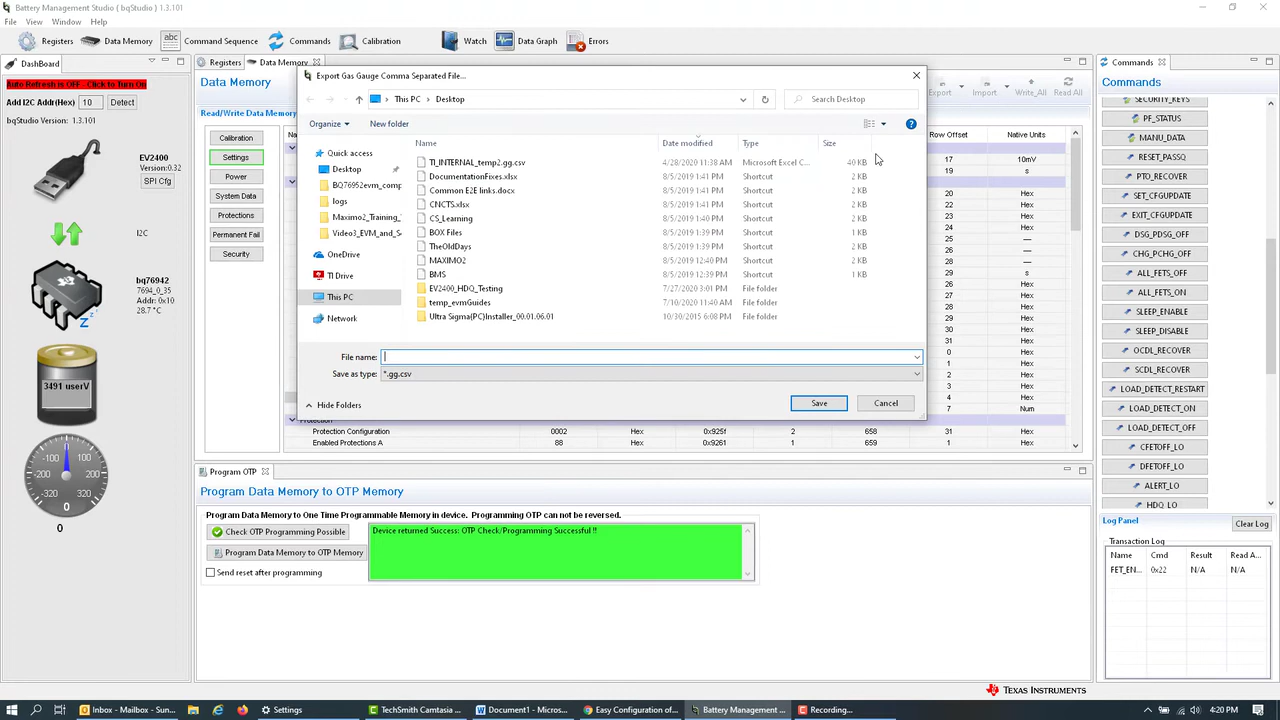 Battery Management Studio ( bqStudio ) 1.3.101
File View Window Help
Registers Data Memory abc Command Sequence Commands Calibration Watch Data Graph Errors
DashBoard
Auto Refresh is OFF - Click to Turn On
Add I2C Addr(Hex) 10 Detect
bqStudio Version: 1.3.101
EV2400
Version:0.32
SPI Cfg
I2C
bq76942
7694_0x10
Addr: 0x10
28.7 °C
Z z
3491 userV
-100 100
-200 200
-320 320
0
0
Registers Data Memory
Data Memory
Export Import Write_All Read All
Read/Write Data Memory
Calibration
Settings
Power
System Data
Protections
Permanent Fail
Security
Row Offset Native Units
17 10mV
19 s
20 Hex
22 Hex
23 Hex
24 Hex
25 —
26 —
28 —
29 s
29 Hex
30 Hex
31 Hex
0 Hex
1 Hex
2 Hex
3 Hex
4 Hex
7 Num
Protection
Protection Configuration 0002 Hex 0x925f 2 658 31 Hex
Enabled Protections A 88 Hex 0x9261 1 659 1 Hex
Export Gas Gauge Comma Separated File...
This PC Desktop
Search Desktop
Organize New folder
Name Date modified Type Size
Quick access
Desktop
BQ76952evm_comp
logs
Maximo2_Training_
Video3_EVM_and_S
OneDrive
TI Drive
This PC
Network
TI_INTERNAL_temp2.gg.csv 4/28/2020 11:38 AM Microsoft Excel C... 40 KB
DocumentationFixes.xlsx 8/5/2019 1:41 PM Shortcut 2 KB
Common E2E links.docx 8/5/2019 1:41 PM Shortcut 2 KB
CNCTS.xlsx 8/5/2019 1:41 PM Shortcut 2 KB
CS_Learning 8/5/2019 1:40 PM Shortcut 2 KB
BOX Files 8/5/2019 1:39 PM Shortcut 1 KB
TheOldDays 8/5/2019 1:39 PM Shortcut 2 KB
MAXIMO2 8/5/2019 12:40 PM Shortcut 2 KB
BMS 8/5/2019 12:39 PM Shortcut 1 KB
EV2400_HDQ_Testing 7/27/2020 3:01 PM File folder
temp_evmGuides 7/10/2020 11:40 AM File folder
Ultra Sigma(PC)Installer_00.01.06.01 10/30/2015 6:08 PM File folder
File name:
Save as type: *.gg.csv
Hide Folders Save Cancel
Program OTP
Program Data Memory to OTP Memory
Program Data Memory to One Time Programmable Memory in device. Programming OTP can not be reversed.
Check OTP Programming Possible
Program Data Memory to OTP Memory
Send reset after programming
Device returned Success: OTP Check/Programming Successful !!
Commands
Commands
SECURITY_KEYS
PF_STATUS
MANU_DATA
RESET_PASSQ
PTO_RECOVER
SET_CFGUPDATE
EXIT_CFGUPDATE
DSG_PDSG_OFF
CHG_PCHG_OFF
ALL_FETS_OFF
ALL_FETS_ON
SLEEP_ENABLE
SLEEP_DISABLE
OCDL_RECOVER
SCDL_RECOVER
LOAD_DETECT_RESTART
LOAD_DETECT_ON
LOAD_DETECT_OFF
CFETOFF_LO
DFETOFF_LO
ALERT_LO
HDQ_LO
Log Panel Clear Log
Transaction Log
Name Cmd Result Read A...
FET_EN... 0x22 N/A N/A
TEXAS INSTRUMENTS
Inbox - Mailbox - Sun... Settings TechSmith Camtasia Document1 - Micros... Easy Configuration of... Battery Management ... Recording... 4:20 PM